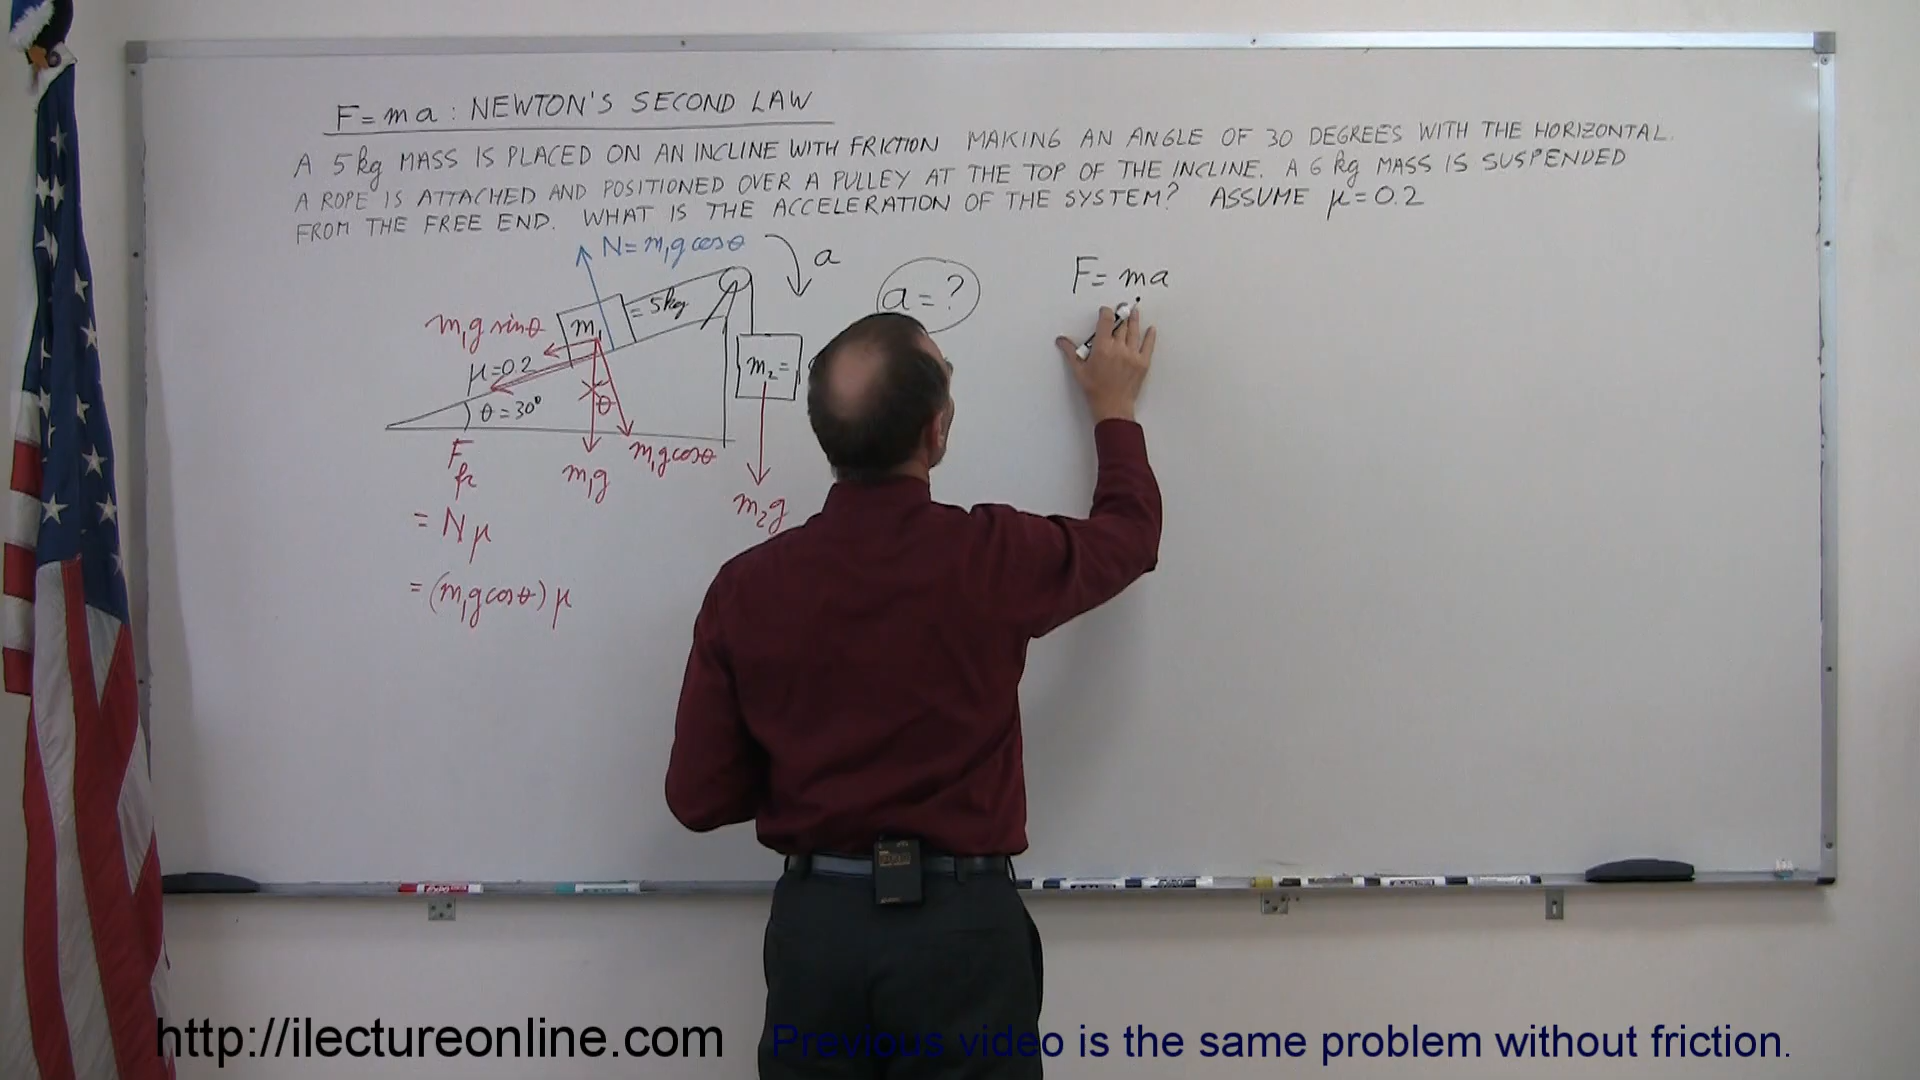 F = ma : NEWTON'S SECOND LAW
A 5 kg MASS IS PLACED ON AN INCLINE WITH FRICTION MAKING AN ANGLE OF 30 DEGREES WITH THE HORIZONTAL.
A ROPE IS ATTACHED AND POSITIONED OVER A PULLEY AT THE TOP OF THE INCLINE. A 6 kg MASS IS SUSPENDED
FROM THE FREE END. WHAT IS THE ACCELERATION OF THE SYSTEM? ASSUME μ = 0.2
N = m₁g cosθ
a
a = ?
F = ma
m₁ = 5kg
m₁g sinθ
μ = 0.2
m₂ =
θ = 30°
θ
F fr
m₁g
m₁g cosθ
m₂g
= N μ
= (m₁g cosθ) μ
http://ilectureonline.com
Previous video is the same problem without friction.